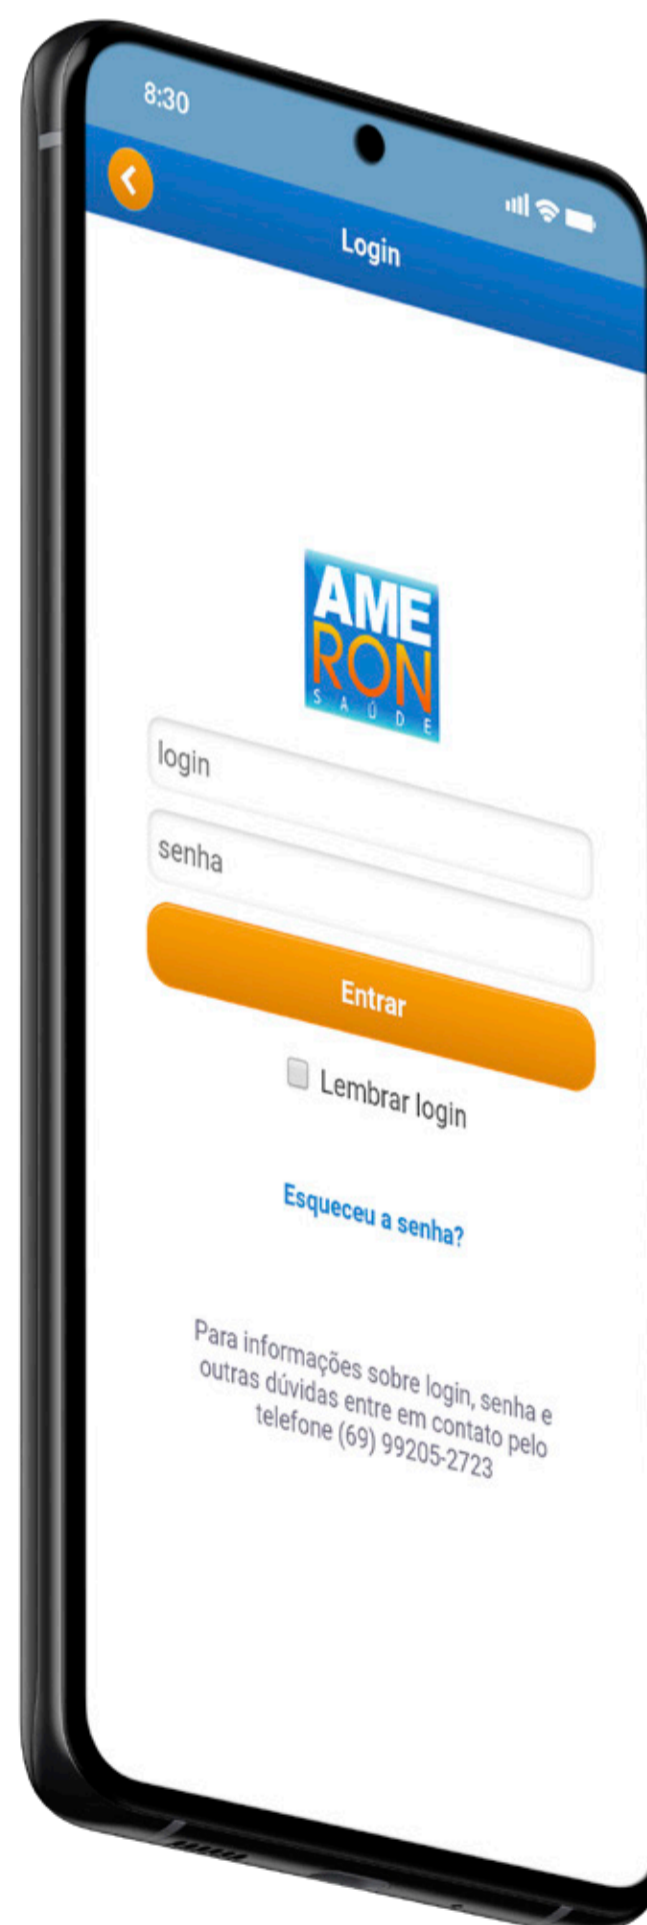 8:30
Login
AME
RON
SAÚDE
login
senha
Entrar
Lembrar login
Esqueceu a senha?
Para informações sobre login, senha e
outras dúvidas entre em contato pelo
telefone (69) 99205-2723